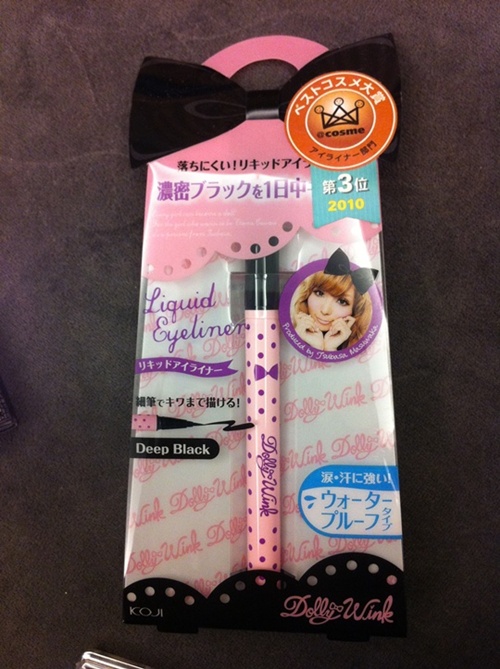 ベストコスメ大賞
@cosme
アイライナー部門
第3位
2010
落ちにくい!リキッドアイラ
濃密ブラックを1日中
Liquid
Eyeliner
リキッドアイライナー
細筆でキワまで描ける!
Deep Black
Produced by Tsubasa Masuwaka
Dolly Wink
涙・汗に強い!
ウォーター
プルーフタイプ
KOJI
Dolly Wink